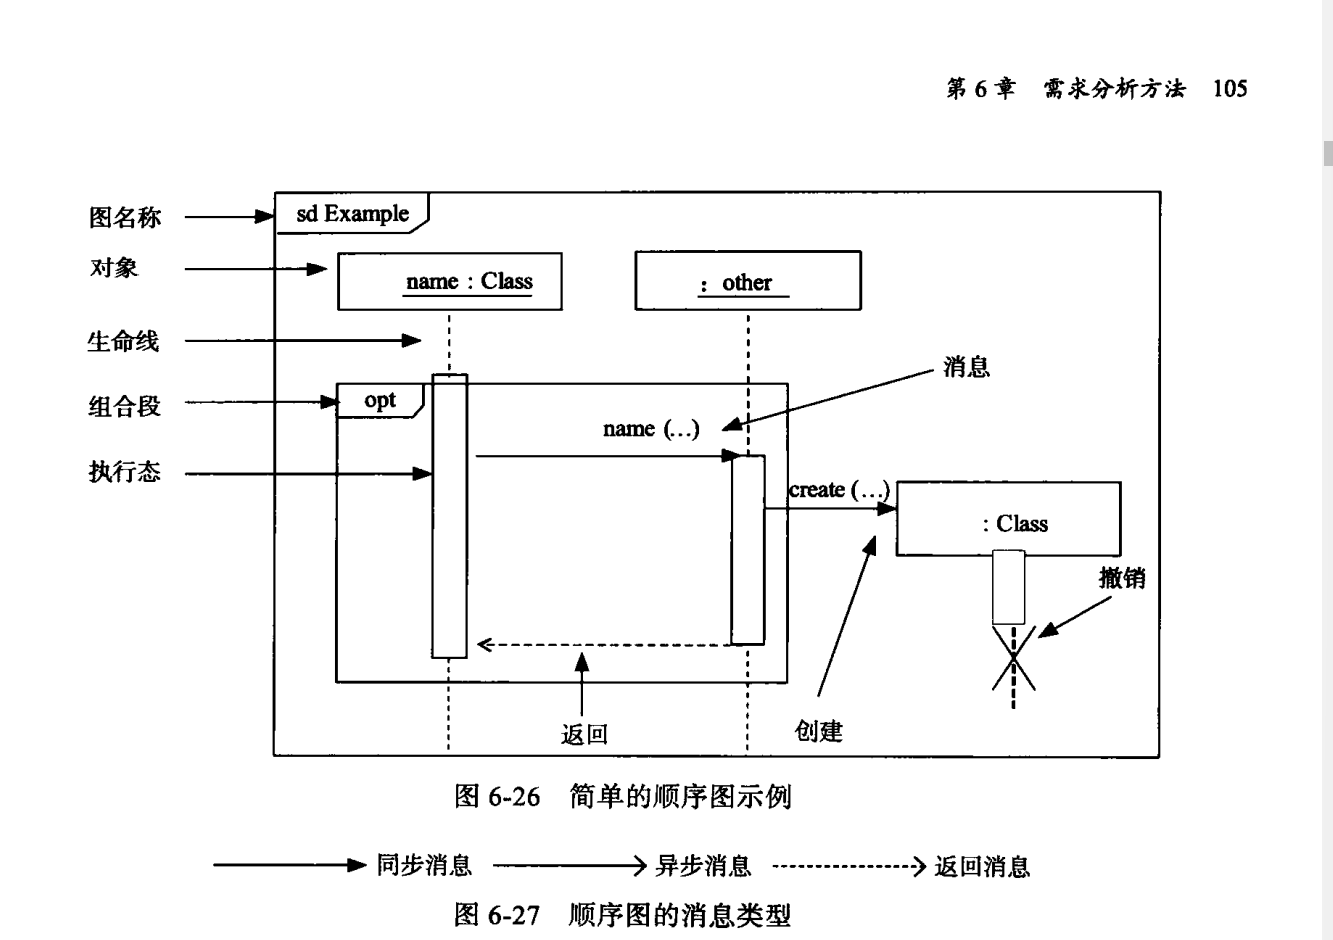 第 6 章 需求分析方法 105
图名称
sd Example
对象
name : Class
: other
生命线
消息
组合段
opt
name (…)
执行态
create (…)
: Class
撤销
返回
创建
图 6-26 简单的顺序图示例
同步消息 异步消息 返回消息
图 6-27 顺序图的消息类型